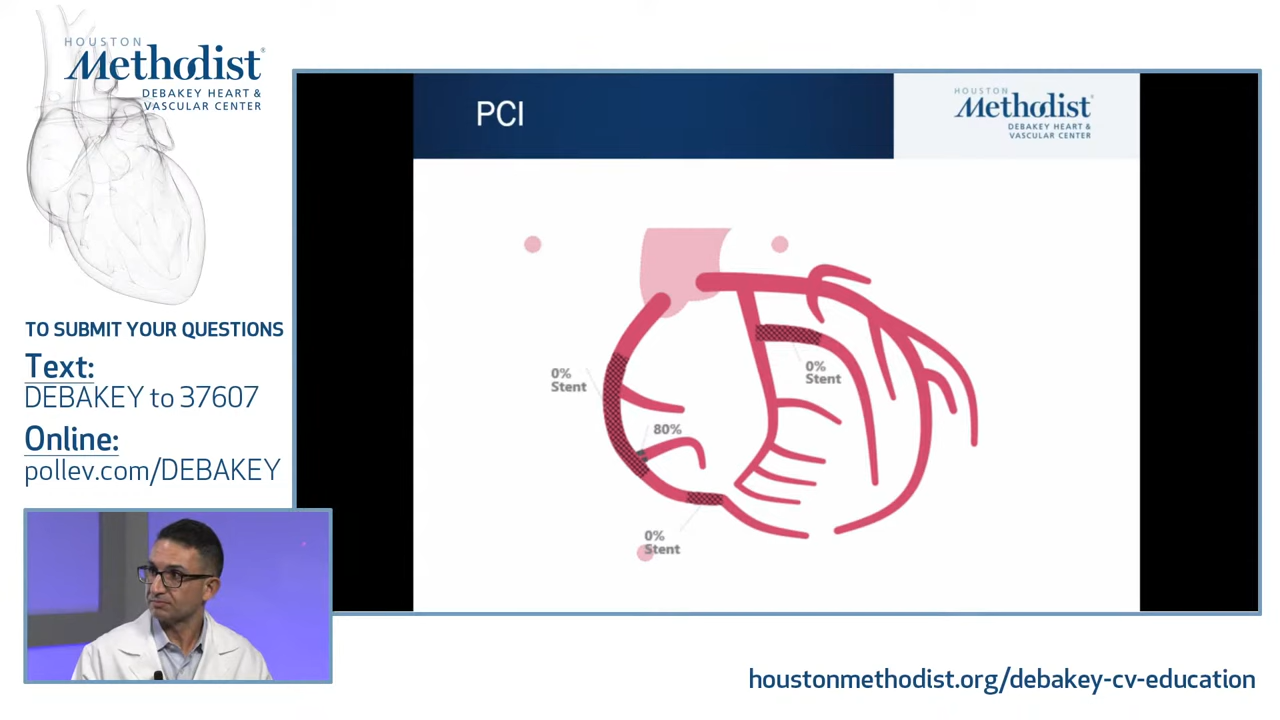 HOUSTON
Methodist®
DEBAKEY HEART &
VASCULAR CENTER
TO SUBMIT YOUR QUESTIONS
Text:
DEBAKEY to 37607
Online:
pollev.com/DEBAKEY
PCI
HOUSTON
Methodist®
DEBAKEY HEART &
VASCULAR CENTER
0%
Stent
80%
0%
Stent
0%
Stent
houstonmethodist.org/debakey-cv-education